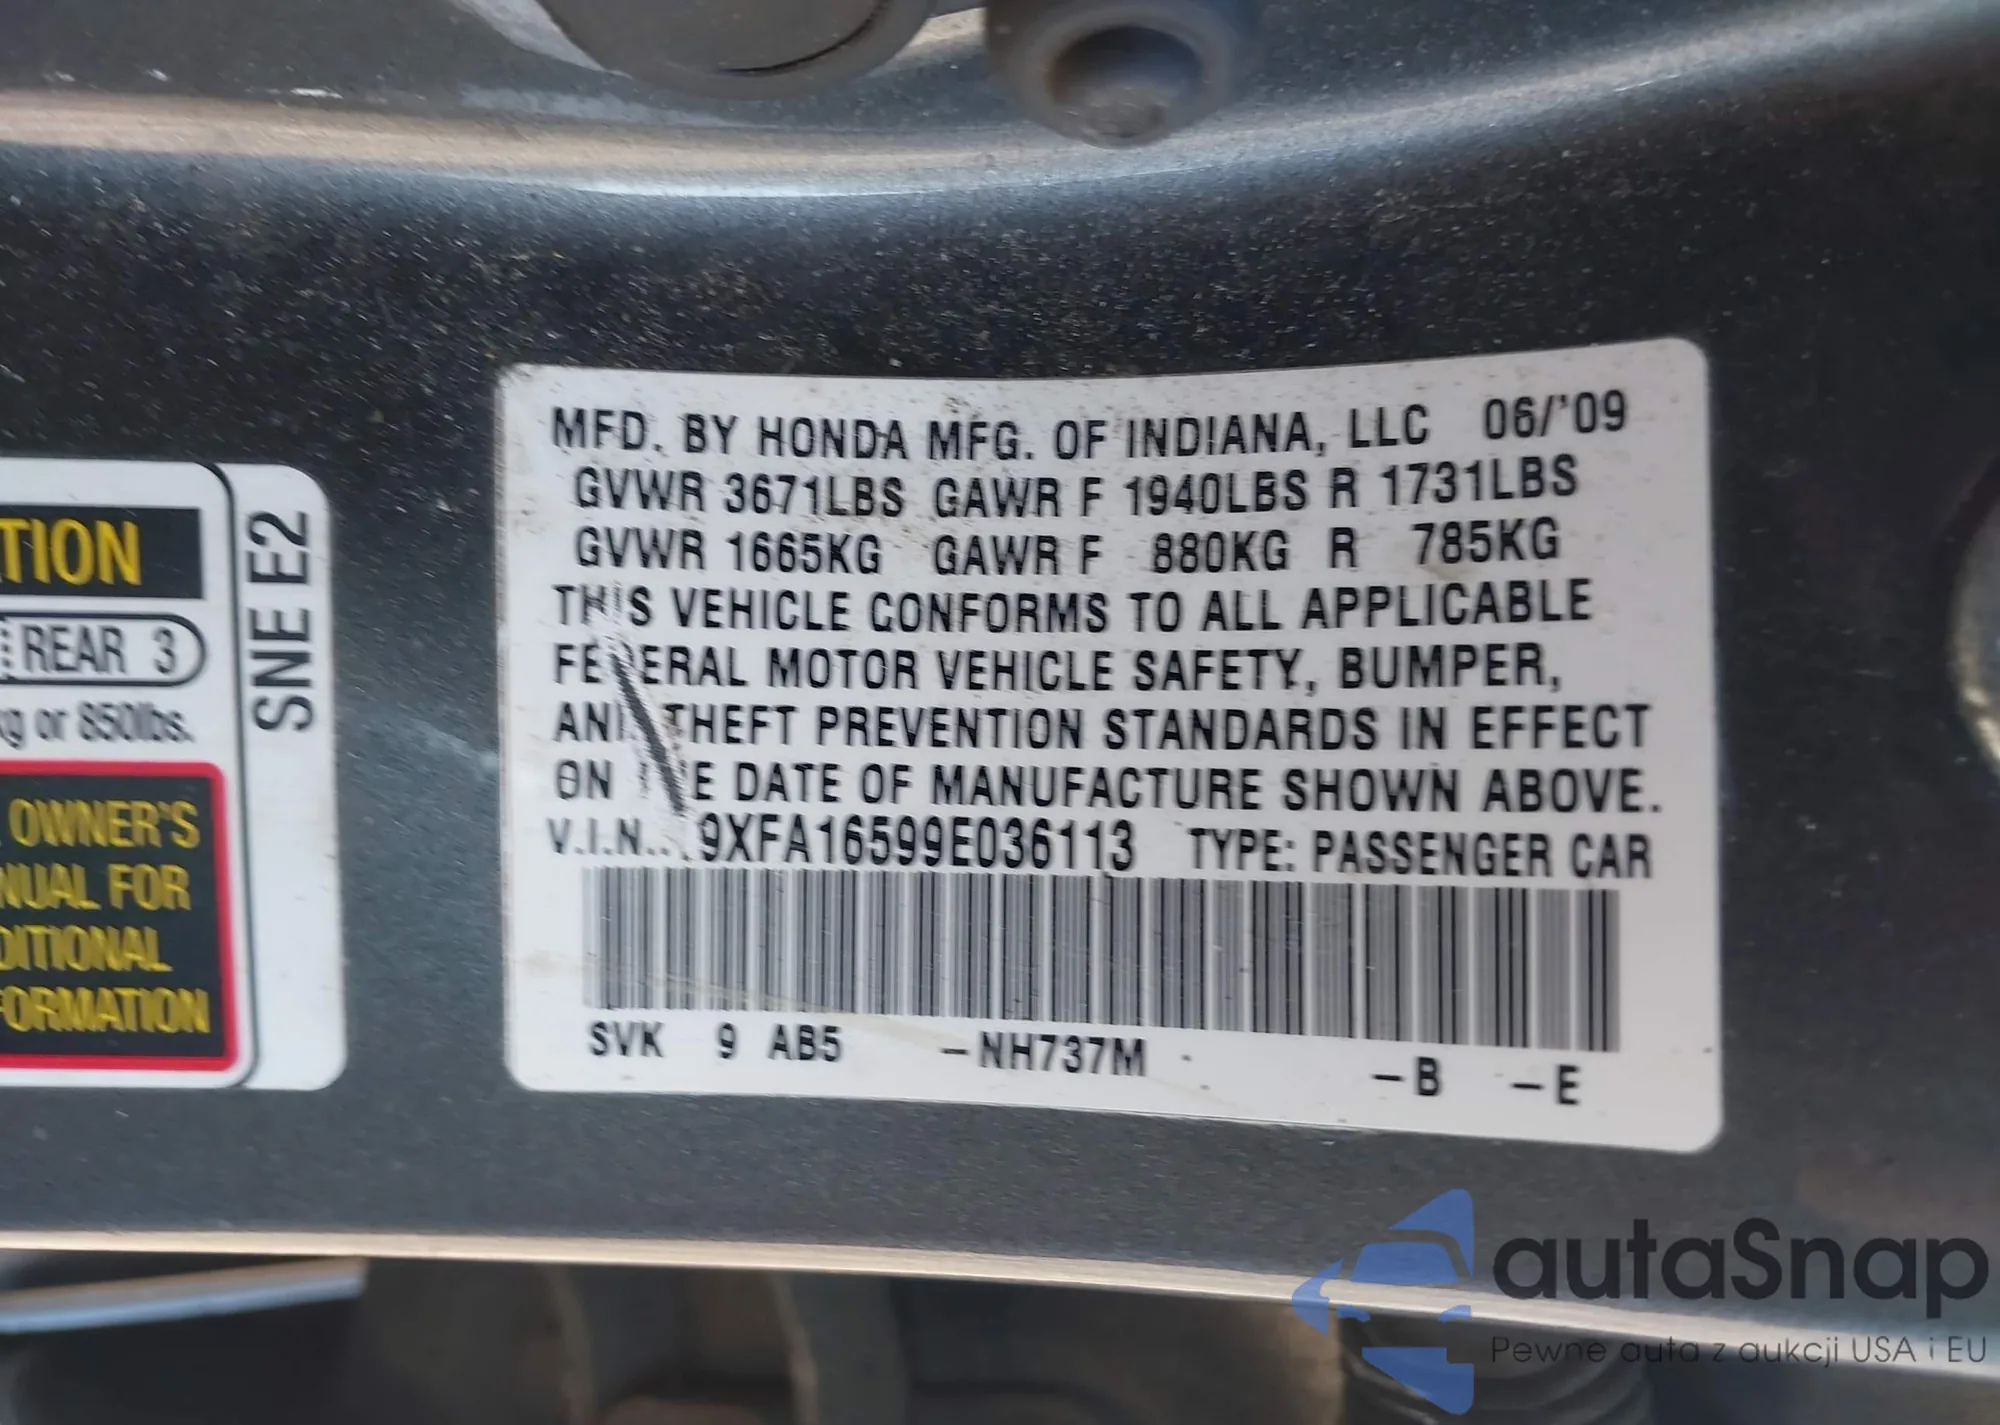 MFD. BY HONDA MFG. OF INDIANA, LLC 06/'09
GVWR 3671LBS GAWR F 1940LBS R 1731LBS
GVWR 1665KG GAWR F 880KG R 785KG
THIS VEHICLE CONFORMS TO ALL APPLICABLE
FEDERAL MOTOR VEHICLE SAFETY, BUMPER,
AND THEFT PREVENTION STANDARDS IN EFFECT
ON THE DATE OF MANUFACTURE SHOWN ABOVE.
V.I.N.: 9XFA16599E036113 TYPE: PASSENGER CAR
SVK 9 AB5 -NH737M -B -E
TION
REAR 3
kg or 850lbs.
OWNER'S
NUAL FOR
DITIONAL
FORMATION
SNE E2
autaSnap
Pewne auta z aukcji USA i EU